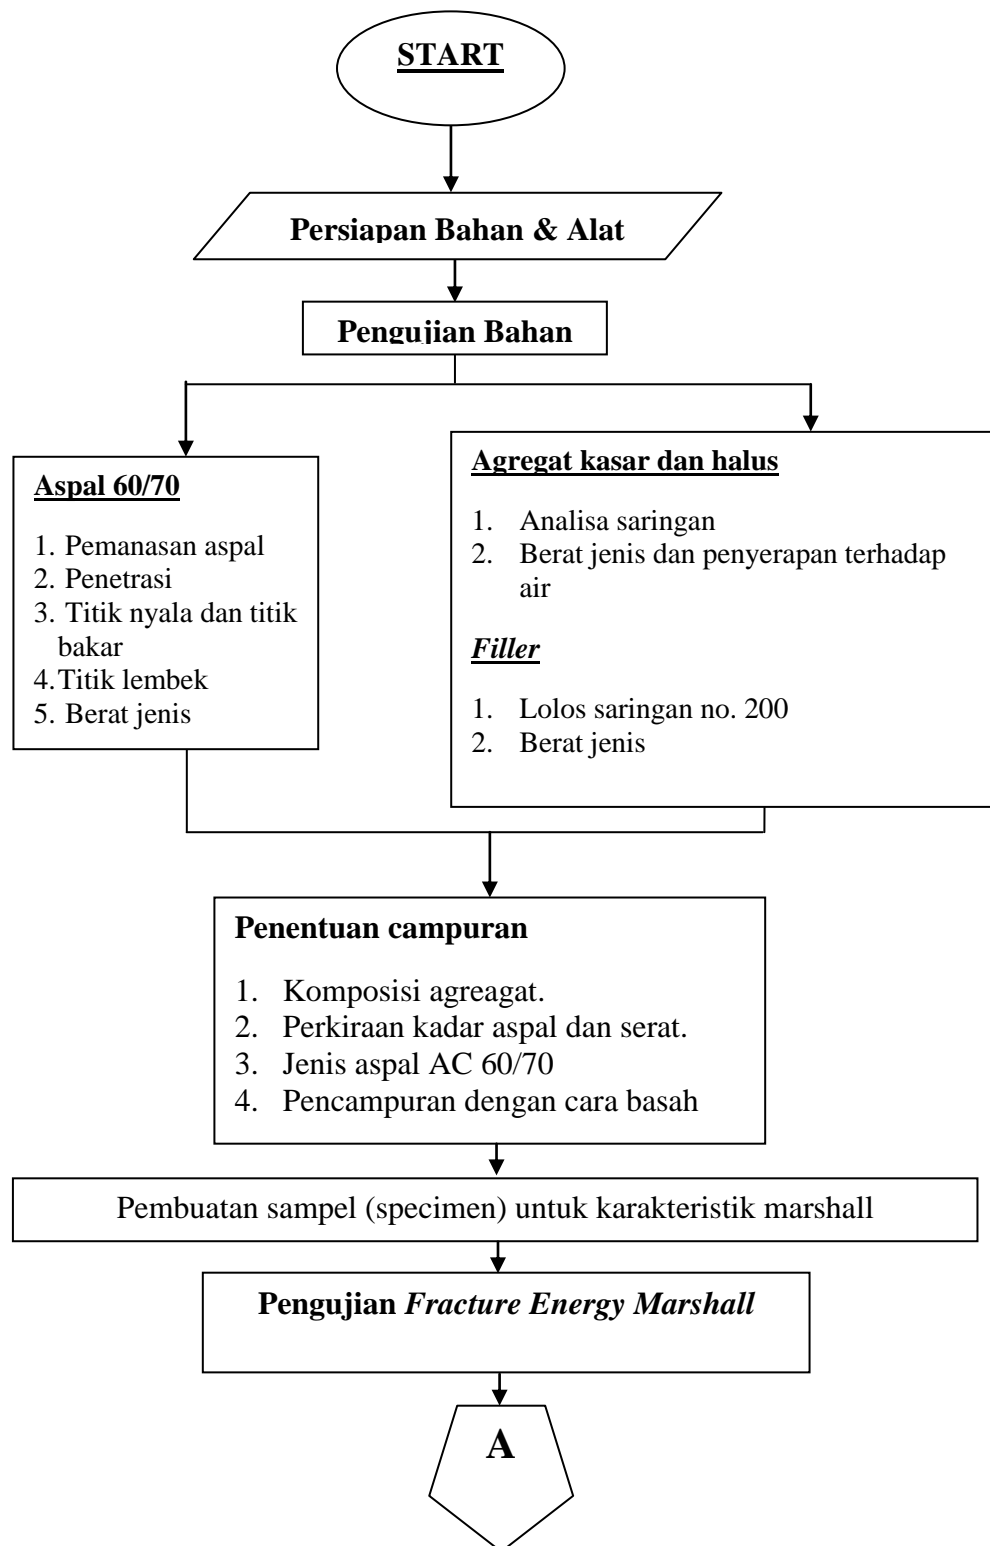 START
Persiapan Bahan & Alat
Pengujian Bahan
Aspal 60/70
1. Pemanasan aspal
2. Penetrasi
3. Titik nyala dan titik
bakar
4. Titik lembek
5. Berat jenis
Agregat kasar dan halus
1. Analisa saringan
2. Berat jenis dan penyerapan terhadap
air
Filler
1. Lolos saringan no. 200
2. Berat jenis
Penentuan campuran
1. Komposisi agreagat.
2. Perkiraan kadar aspal dan serat.
3. Jenis aspal AC 60/70
4. Pencampuran dengan cara basah
Pembuatan sampel (specimen) untuk karakteristik marshall
Pengujian Fracture Energy Marshall
A